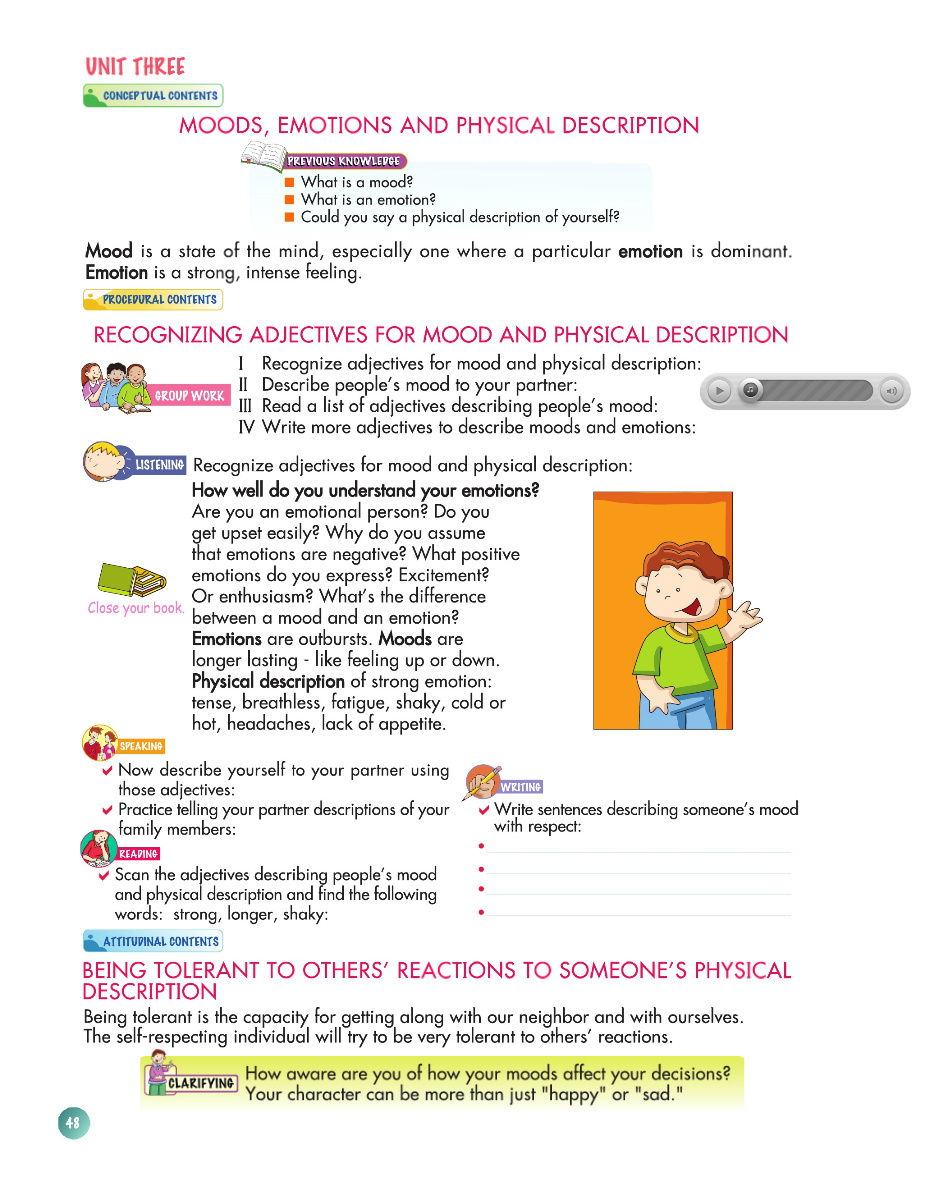 UNIT THREE
CONCEPTUAL CONTENTS
MOODS, EMOTIONS AND PHYSICAL DESCRIPTION
PREVIOUS KNOWLEDGE
What is a mood?
What is an emotion?
Could you say a physical description of yourself?
Mood is a state of the mind, especially one where a particular emotion is dominant.
Emotion is a strong, intense feeling.
PROCEDURAL CONTENTS
RECOGNIZING ADJECTIVES FOR MOOD AND PHYSICAL DESCRIPTION
GROUP WORK
I Recognize adjectives for mood and physical description:
II Describe people's mood to your partner:
III Read a list of adjectives describing people's mood:
IV Write more adjectives to describe moods and emotions:
LISTENING
Recognize adjectives for mood and physical description:
How well do you understand your emotions?
Are you an emotional person? Do you
get upset easily? Why do you assume
that emotions are negative? What positive
emotions do you express? Excitement?
Or enthusiasm? What's the difference
between a mood and an emotion?
Emotions are outbursts. Moods are
longer lasting - like feeling up or down.
Physical description of strong emotion:
tense, breathless, fatigue, shaky, cold or
hot, headaches, lack of appetite.
Close your book.
SPEAKING
Now describe yourself to your partner using
those adjectives:
Practice telling your partner descriptions of your
family members:
READING
Scan the adjectives describing people's mood
and physical description and find the following
words: strong, longer, shaky:
WRITING
Write sentences describing someone's mood
with respect:
ATTITUDINAL CONTENTS
BEING TOLERANT TO OTHERS' REACTIONS TO SOMEONE'S PHYSICAL
DESCRIPTION
Being tolerant is the capacity for getting along with our neighbor and with ourselves.
The self-respecting individual will try to be very tolerant to others' reactions.
CLARIFYING
How aware are you of how your moods affect your decisions?
Your character can be more than just "happy" or "sad."
48